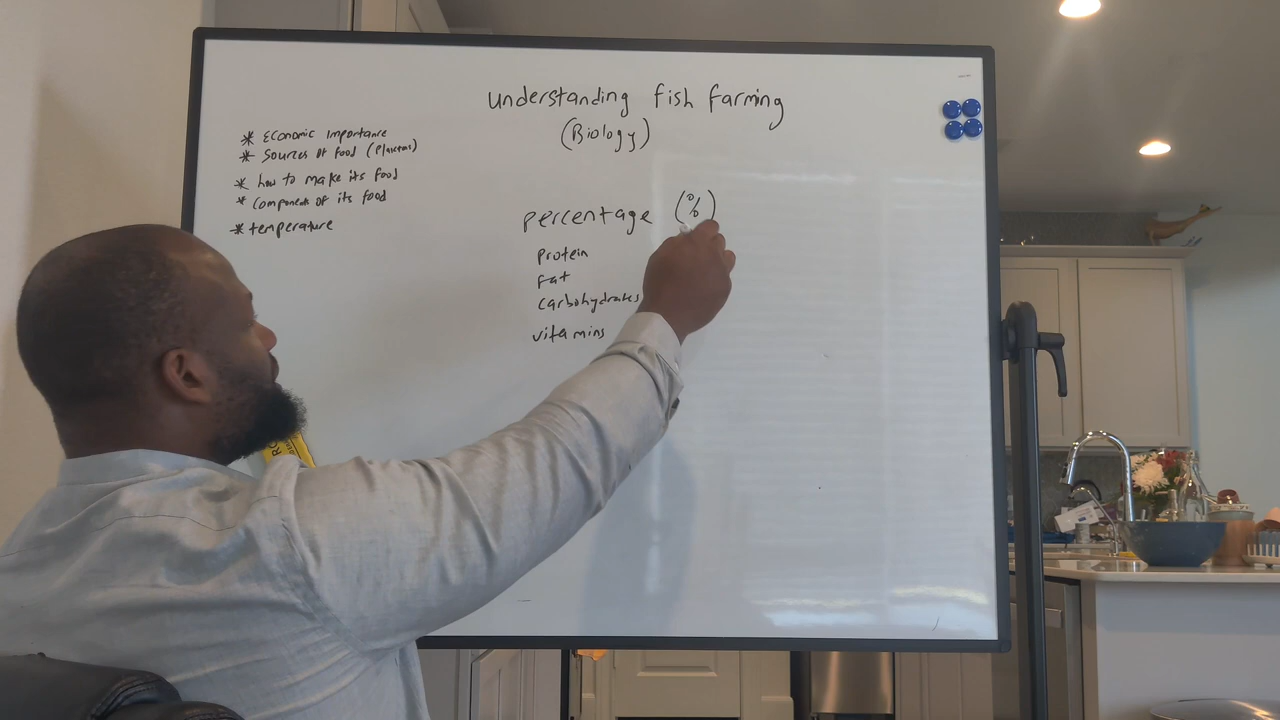 Understanding fish farming
(Biology)
* Economic Importance
* Sources of food
* how to make its food
* Component of its food
* temperature
percentage (%)
protein
fat
carbohydrates
vitamins